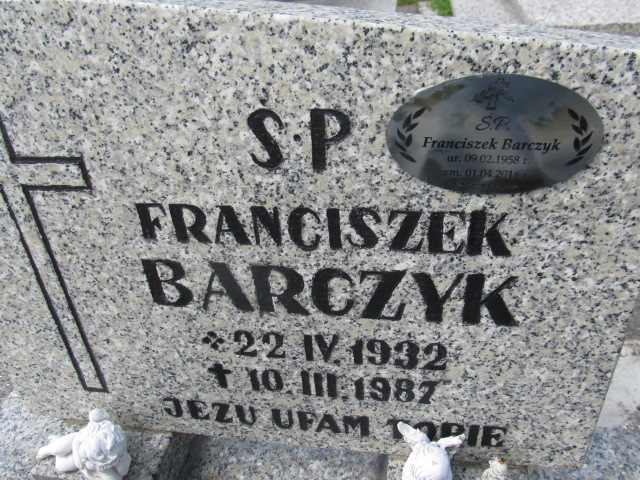 S.P.
Franciszek Barczyk
ur. 09.02.1958 r.
zm. 01.04.2018 r.
S·P
FRANCISZEK
BARCZYK
* 22 IV. 1932
✝ 10. III. 1987
JEZU UFAM TOBIE